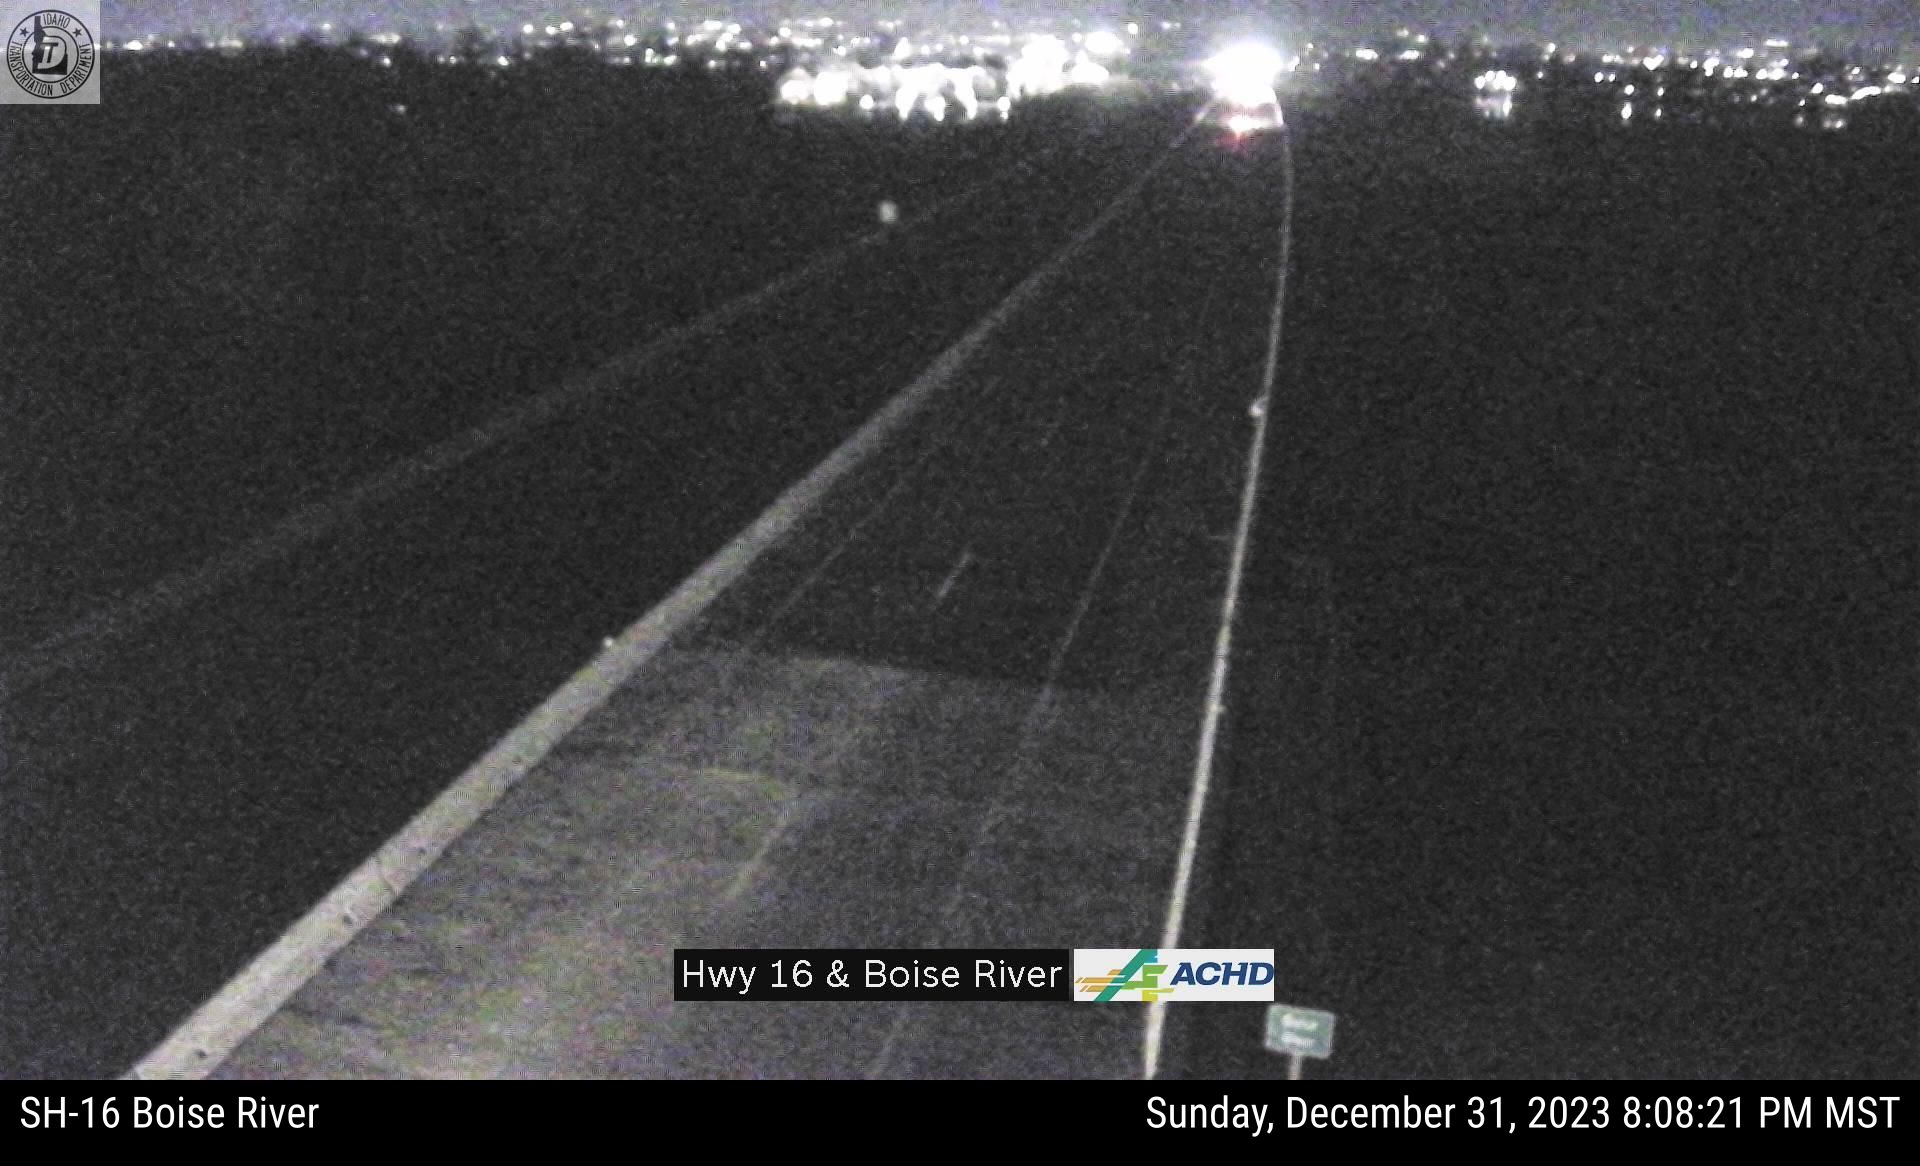 IDAHO
TRANSPORTATION DEPARTMENT
Hwy 16 & Boise River ACHD
SH-16 Boise River
Sunday, December 31, 2023 8:08:21 PM MST